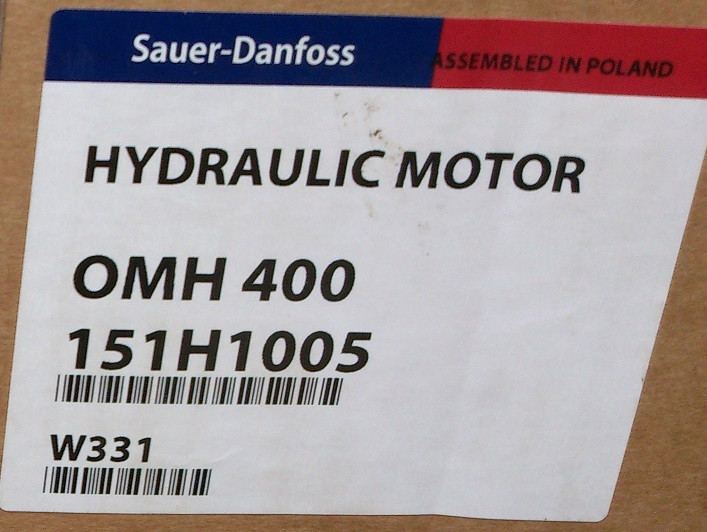 Sauer-Danfoss
ASSEMBLED IN POLAND
HYDRAULIC MOTOR
OMH 400
151H1005
W331